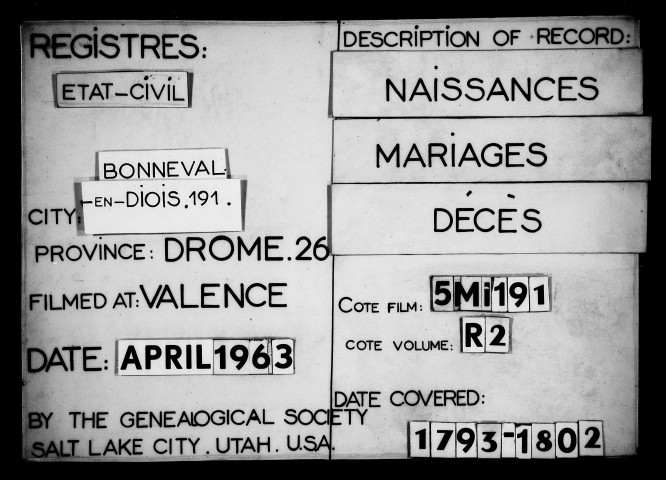 REGISTRES:
ETAT-CIVIL
BONNEVAL
-EN-DIOIS.191.
CITY:
PROVINCE: DROME.26
FILMED AT: VALENCE
DATE: APRIL 1963
BY THE GENEALOGICAL SOCIETY
SALT LAKE CITY. UTAH. U.S.A.
DESCRIPTION OF RECORD:
NAISSANCES
MARIAGES
DÉCÈS
COTE FILM: 5Mi191
COTE VOLUME: R2
DATE COVERED:
1793-1802